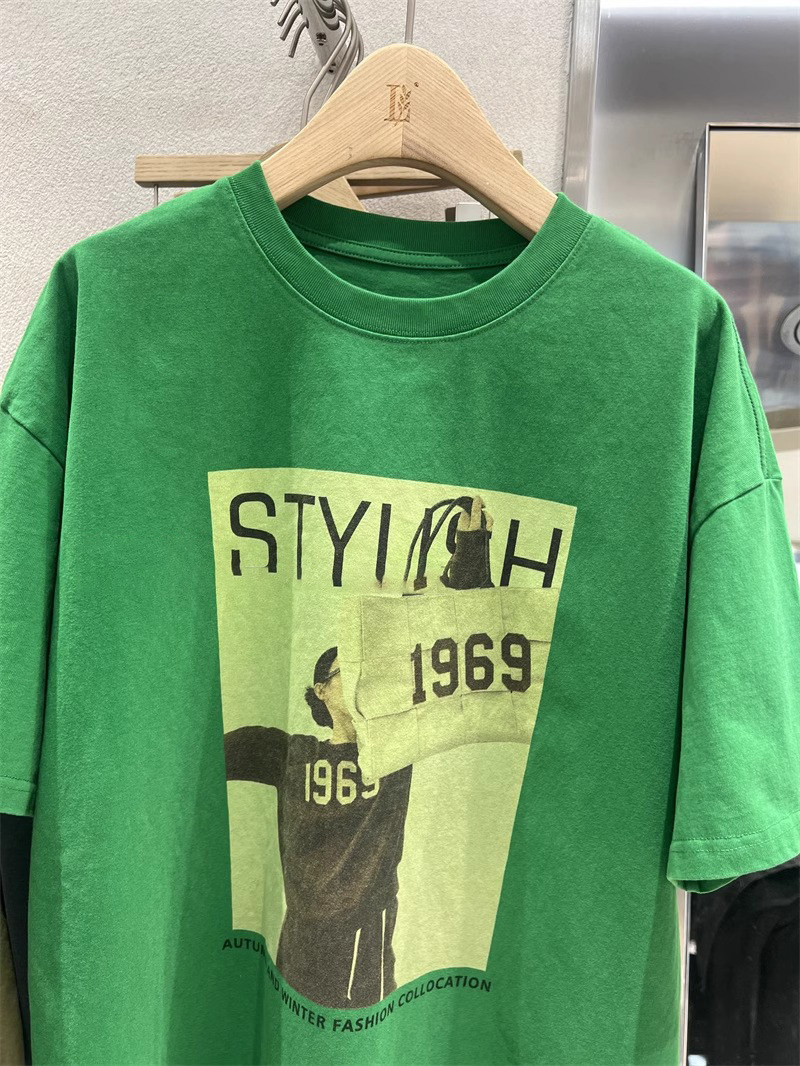 STYLISH
1969
1969
AUTUMN AND WINTER FASHION COLLOCATION